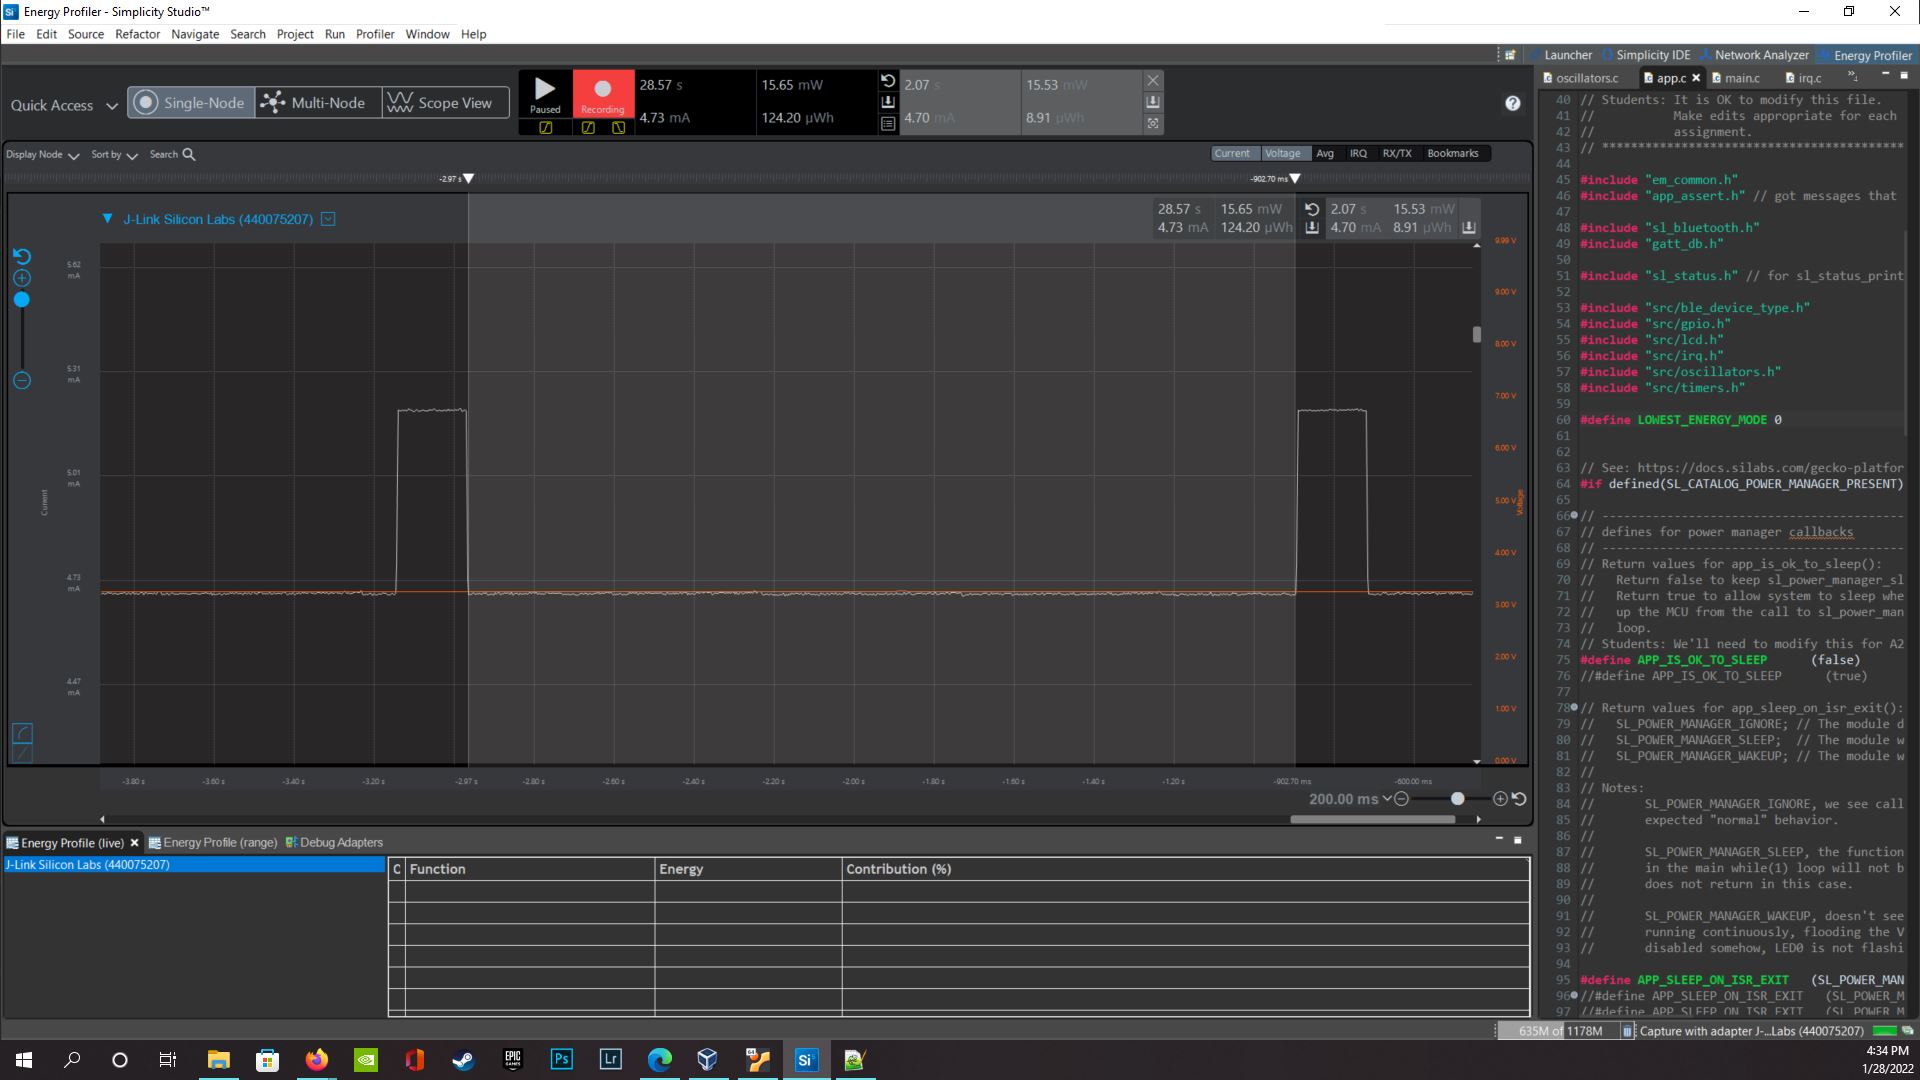 Energy Profiler - Simplicity Studio™
File Edit Source Refactor Navigate Search Project Run Profiler Window Help
Launcher Simplicity IDE Network Analyzer Energy Profiler
Quick Access Single-Node Multi-Node Scope View
Paused Recording
28.57 s 15.65 mW 2.07 s 15.53 mW
4.73 mA 124.20 µWh 4.70 mA 8.91 µWh
Display Node Sort by Search
Current Voltage Avg IRQ RX/TX Bookmarks
-2.97 s -902.70 ms
J-Link Silicon Labs (440075207)
28.57 s 15.65 mW 2.07 s 15.53 mW
4.73 mA 124.20 µWh 4.70 mA 8.91 µWh
5.62 mA
5.31 mA
5.01 mA
4.73 mA
4.47 mA
Current
9.99 V
9.00 V
8.00 V
7.00 V
6.00 V
5.00 V
4.00 V
3.00 V
2.00 V
1.00 V
0.00 V
Voltage
-3.80 s -3.60 s -3.40 s -3.20 s -2.97 s -2.80 s -2.60 s -2.40 s -2.20 s -2.00 s -1.80 s -1.60 s -1.40 s -1.20 s -902.70 ms -600.00 ms
200.00 ms
Energy Profile (live) Energy Profile (range) Debug Adapters
J-Link Silicon Labs (440075207)
C Function Energy Contribution (%)
oscillators.c app.c main.c irq.c
40 // Students: It is OK to modify this file.
41 // Make edits appropriate for each
42 // assignment.
43 // ******************************************
44
45 #include "em_common.h"
46 #include "app_assert.h" // got messages that
47
48 #include "sl_bluetooth.h"
49 #include "gatt_db.h"
50
51 #include "sl_status.h" // for sl_status_print
52
53 #include "src/ble_device_type.h"
54 #include "src/gpio.h"
55 #include "src/lcd.h"
56 #include "src/irq.h"
57 #include "src/oscillators.h"
58 #include "src/timers.h"
59
60 #define LOWEST_ENERGY_MODE 0
61
62
63 // See: https://docs.silabs.com/gecko-platfor
64 #if defined(SL_CATALOG_POWER_MANAGER_PRESENT)
65
66 // ------------------------------------------
67 // defines for power manager callbacks
68 // ------------------------------------------
69 // Return values for app_is_ok_to_sleep():
70 // Return false to keep sl_power_manager_sl
71 // Return true to allow system to sleep whe
72 // up the MCU from the call to sl_power_man
73 // loop.
74 // Students: We'll need to modify this for A2
75 #define APP_IS_OK_TO_SLEEP (false)
76 //#define APP_IS_OK_TO_SLEEP (true)
77
78 // Return values for app_sleep_on_isr_exit():
79 // SL_POWER_MANAGER_IGNORE; // The module d
80 // SL_POWER_MANAGER_SLEEP; // The module w
81 // SL_POWER_MANAGER_WAKEUP; // The module w
82 //
83 // Notes:
84 // SL_POWER_MANAGER_IGNORE, we see call
85 // expected "normal" behavior.
86 //
87 // SL_POWER_MANAGER_SLEEP, the function
88 // in the main while(1) loop will not b
89 // does not return in this case.
90 //
91 // SL_POWER_MANAGER_WAKEUP, doesn't see
92 // running continuously, flooding the V
93 // disabled somehow, LED0 is not flashi
94
95 #define APP_SLEEP_ON_ISR_EXIT (SL_POWER_MAN
96 //#define APP_SLEEP_ON_ISR_EXIT (SL_POWER_M
97 //#define APP_SLEEP_ON_ISR_EXIT (SL_POWER_M
635M of 1178M Capture with adapter J-...Labs (440075207)
EPIC GAMES Ps Lr Si
4:34 PM
1/28/2022